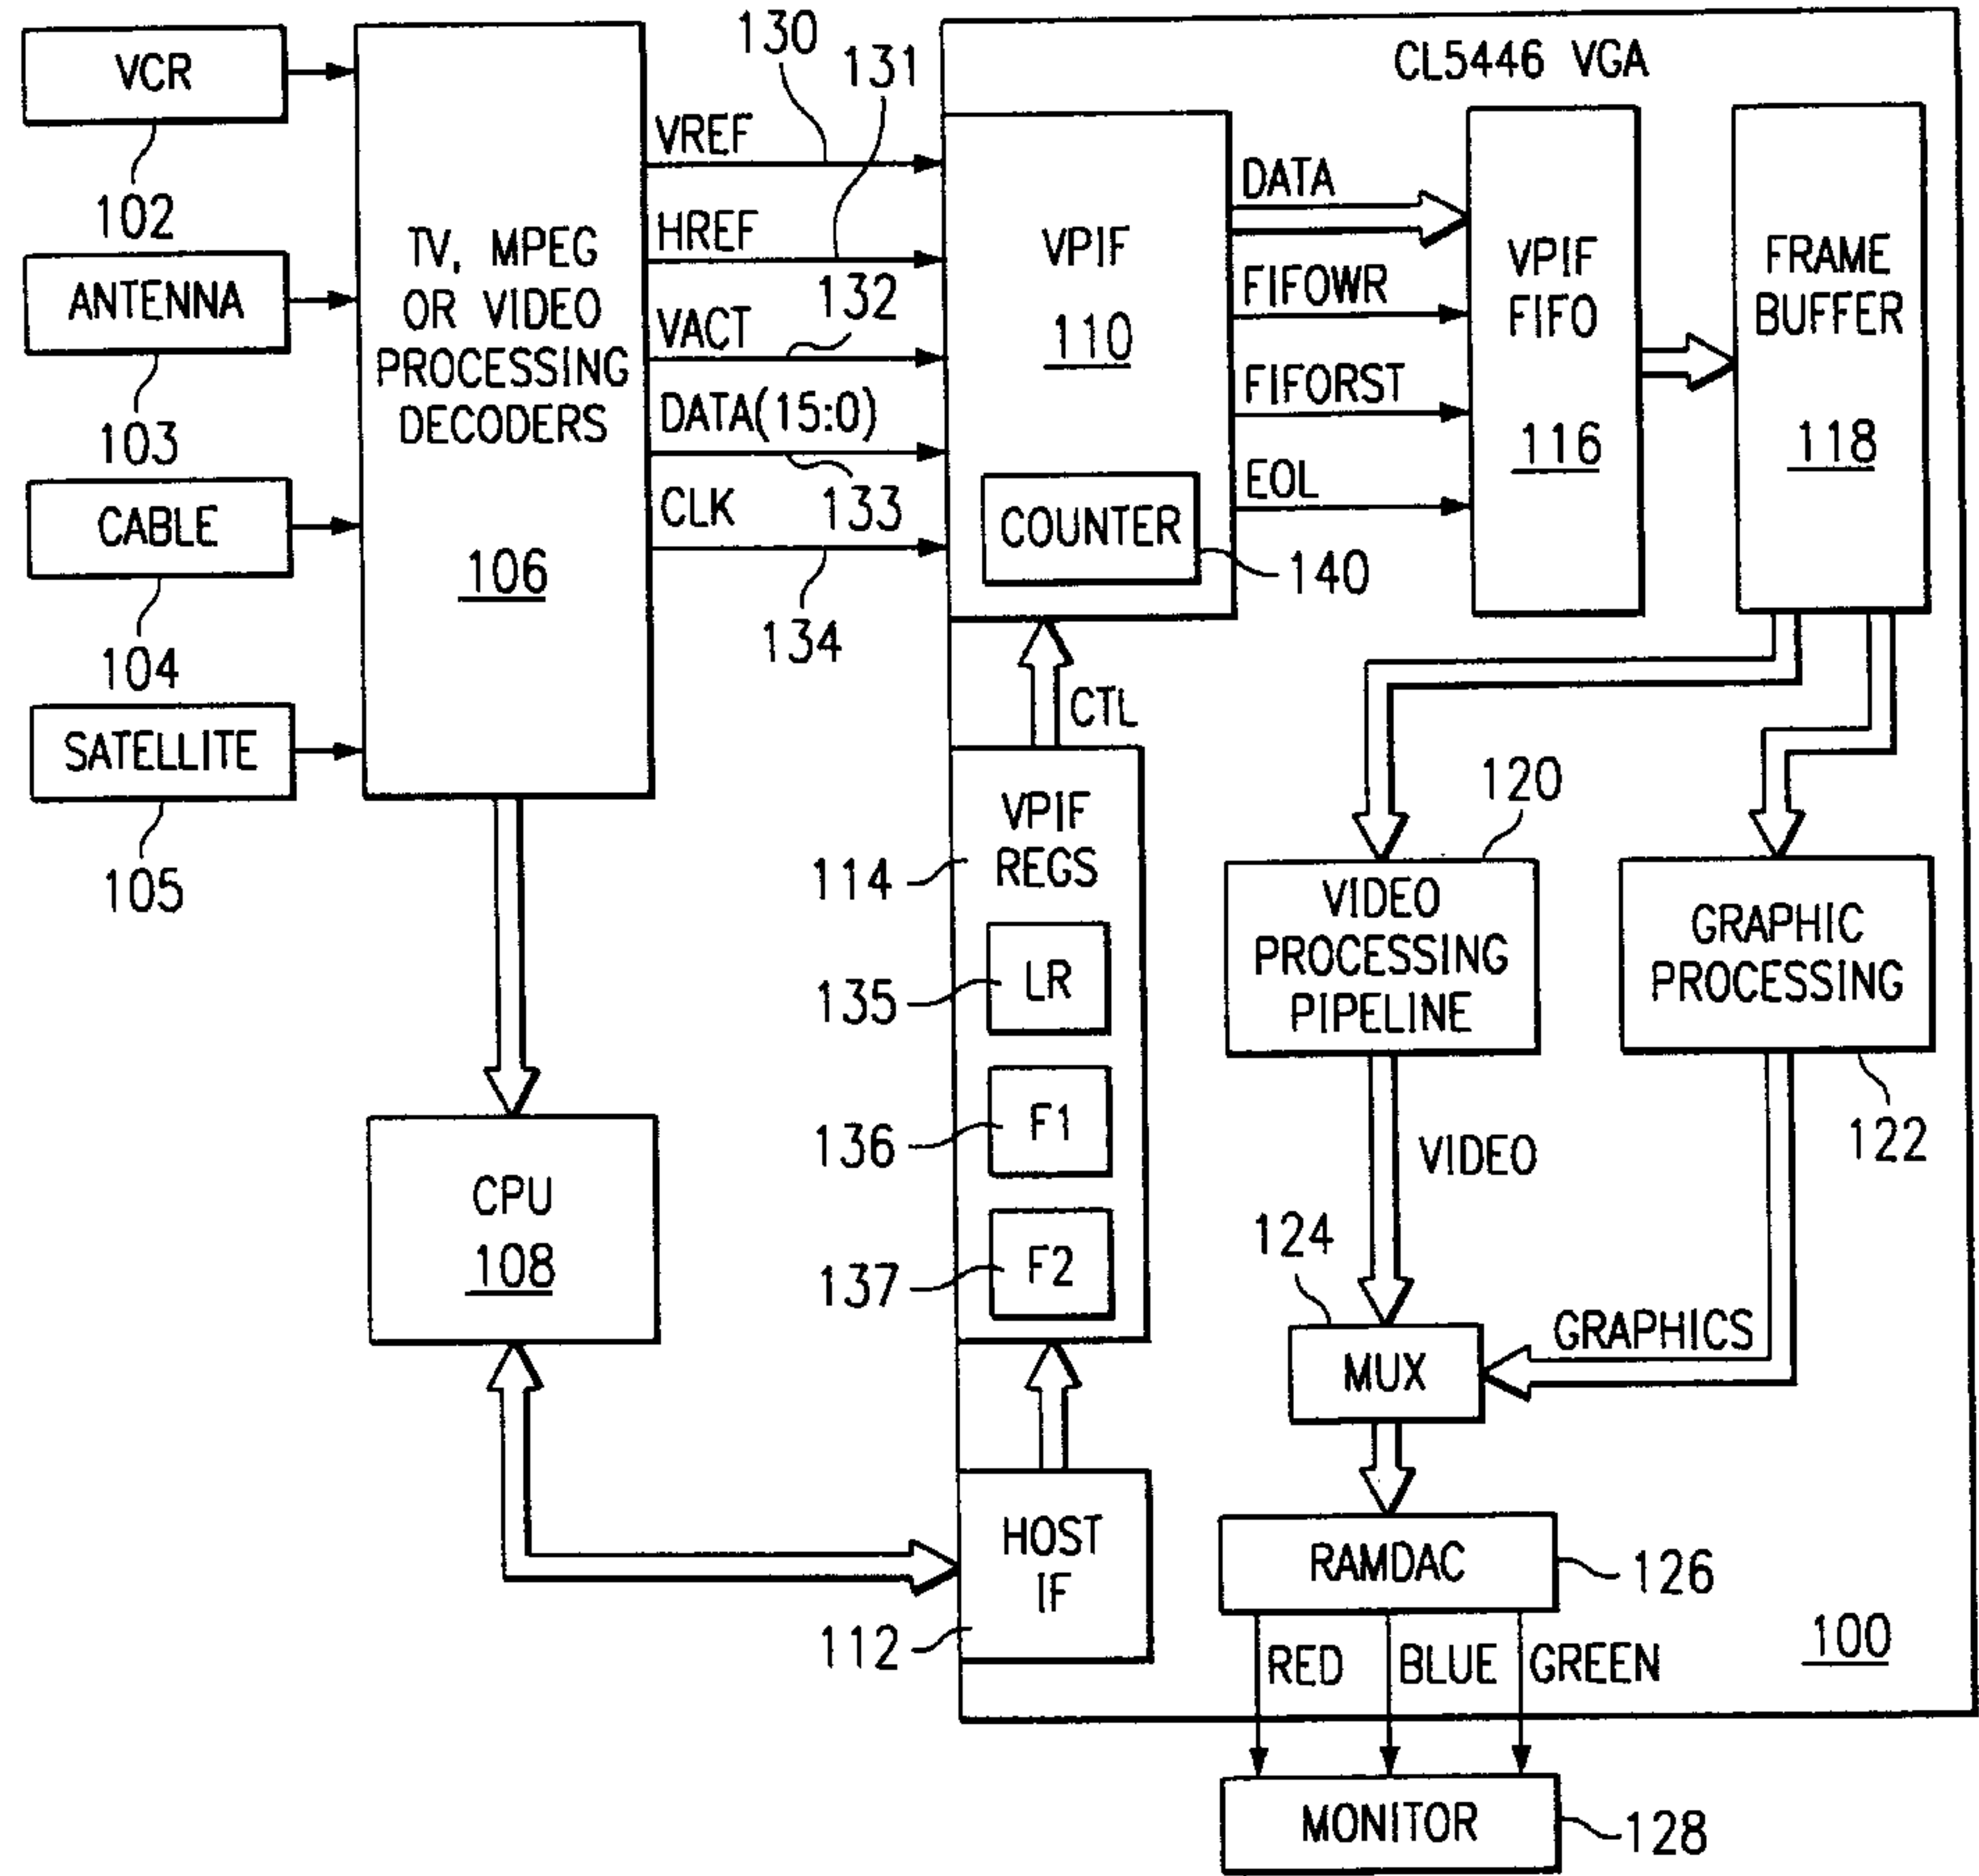 VCR
102
ANTENNA
103
CABLE
104
SATELLITE
105
TV, MPEG
OR VIDEO
PROCESSING
DECODERS
106
CPU
108
130
131
VREF
HREF
132
VACT
DATA(15:0)
133
CLK
134
CL5446 VGA
VPIF
110
COUNTER
140
DATA
FIFOWR
FIFORST
EOL
VPIF
FIFO
116
FRAME
BUFFER
118
CTL
VPIF
REGS
114
LR
135
F1
136
F2
137
HOST
IF
112
120
VIDEO
PROCESSING
PIPELINE
GRAPHIC
PROCESSING
122
VIDEO
124
GRAPHICS
MUX
RAMDAC
126
RED
BLUE
GREEN
100
MONITOR
128